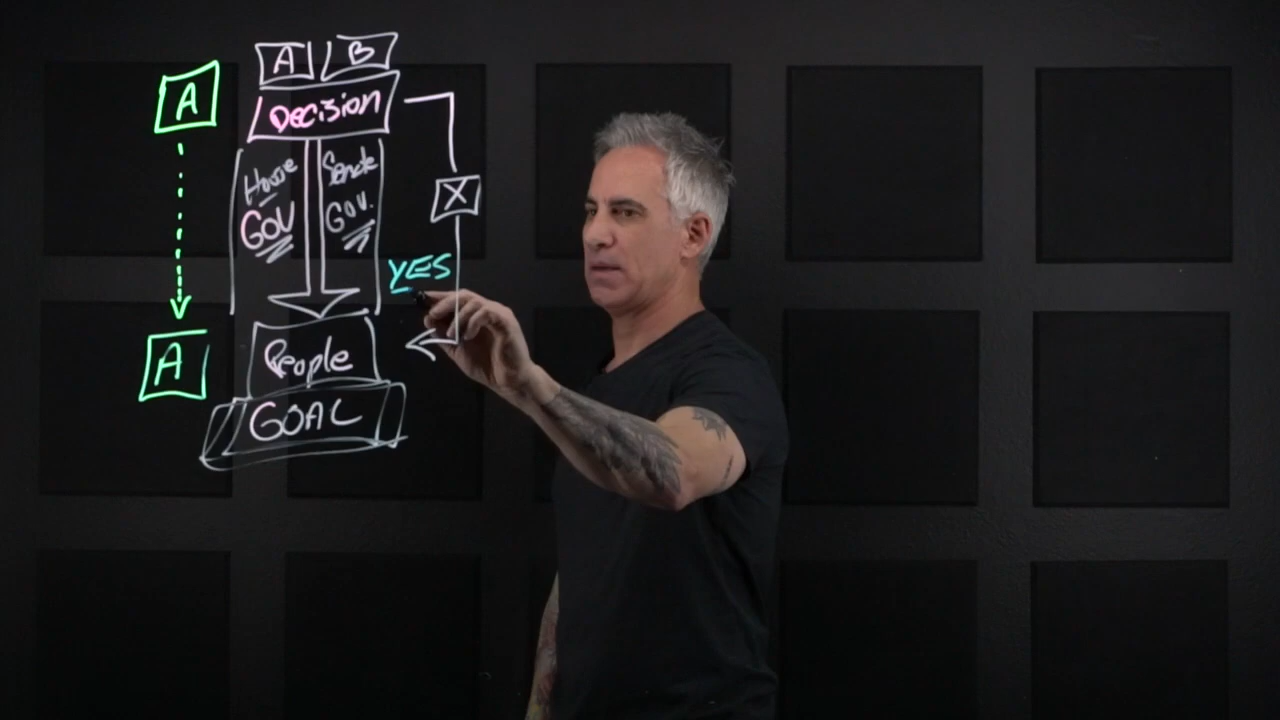 A B
A
Decision
House
GOV
Senate
GOV.
X
YES
A
People
GOAL